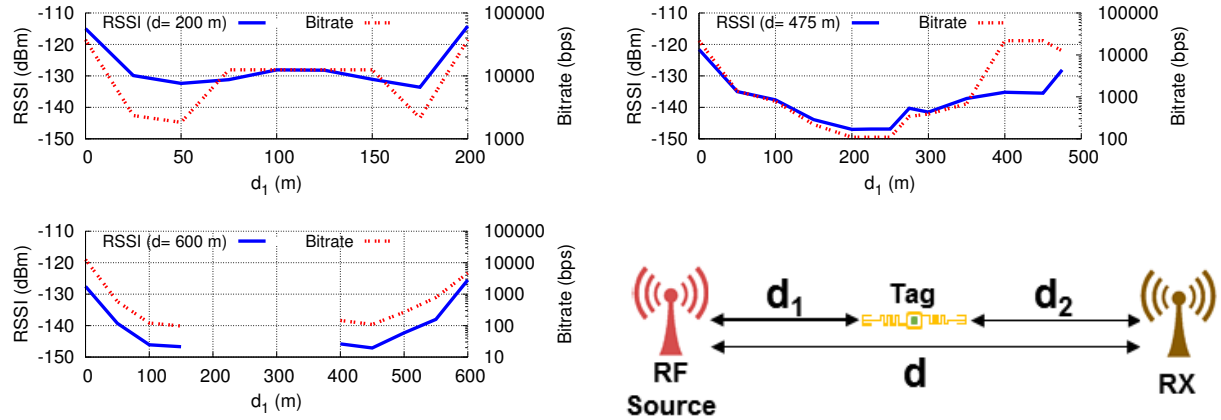 RSSI (d= 200 m) Bitrate
RSSI (dBm)
-110
-120
-130
-140
-150
100000
10000
1000
Bitrate (bps)
0 50 100 150 200
d1 (m)
RSSI (d= 475 m) Bitrate
RSSI (dBm)
-110
-120
-130
-140
-150
100000
10000
1000
100
Bitrate (bps)
0 100 200 300 400 500
d1 (m)
RSSI (d= 600 m) Bitrate
RSSI (dBm)
-110
-120
-130
-140
-150
100000
10000
1000
100
10
Bitrate (bps)
0 100 150 200 300 400 500 600
d1 (m)
d1
Tag
d2
d
RF
Source
RX